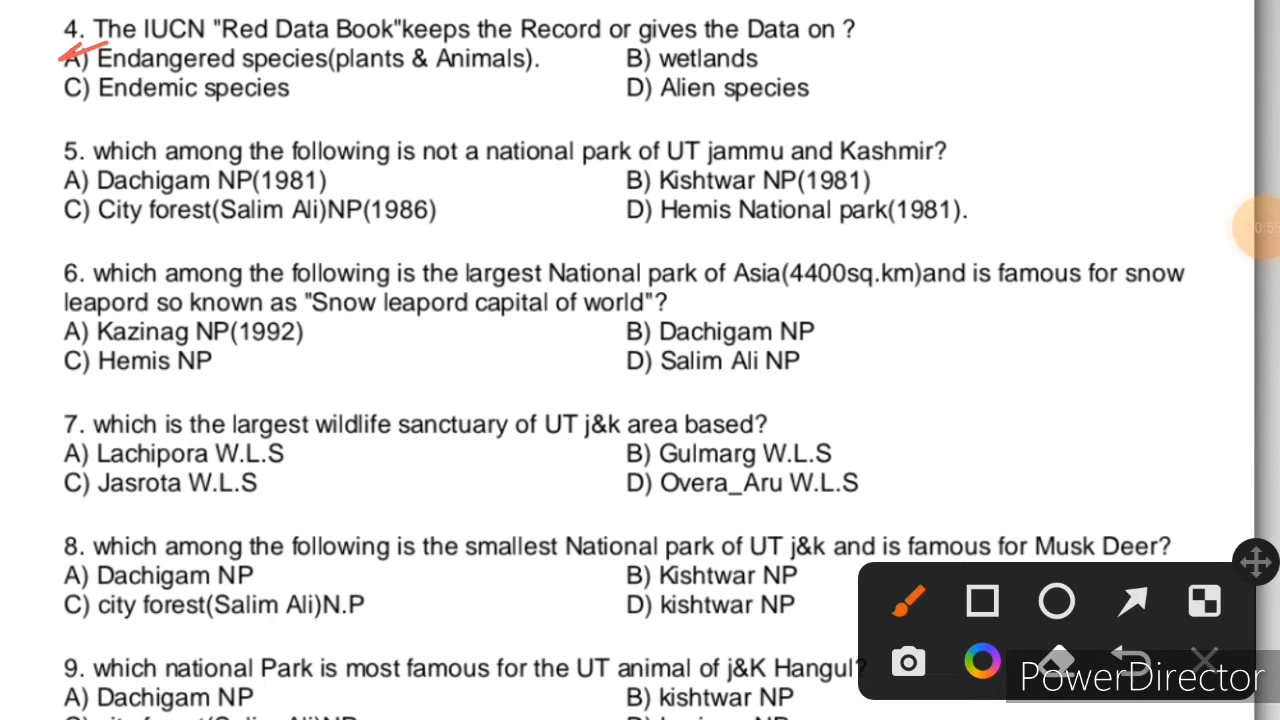 4. The IUCN "Red Data Book"keeps the Record or gives the Data on ?
A) Endangered species(plants & Animals). B) wetlands
C) Endemic species D) Alien species
5. which among the following is not a national park of UT jammu and Kashmir?
A) Dachigam NP(1981) B) Kishtwar NP(1981)
C) City forest(Salim Ali)NP(1986) D) Hemis National park(1981).
6. which among the following is the largest National park of Asia(4400sq.km)and is famous for snow
leapord so known as "Snow leapord capital of world"?
A) Kazinag NP(1992) B) Dachigam NP
C) Hemis NP D) Salim Ali NP
7. which is the largest wildlife sanctuary of UT j&k area based?
A) Lachipora W.L.S B) Gulmarg W.L.S
C) Jasrota W.L.S D) Overa_Aru W.L.S
8. which among the following is the smallest National park of UT j&k and is famous for Musk Deer?
A) Dachigam NP B) Kishtwar NP
C) city forest(Salim Ali)N.P D) kishtwar NP
9. which national Park is most famous for the UT animal of j&K Hangul?
A) Dachigam NP B) kishtwar NP
PowerDirector